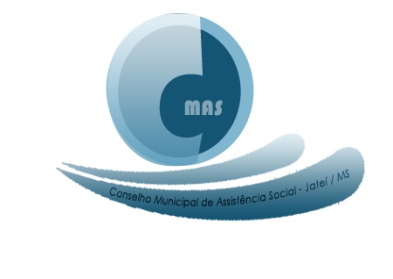 MAS
Conselho Municipal de Assistência Social - Jateí / MS